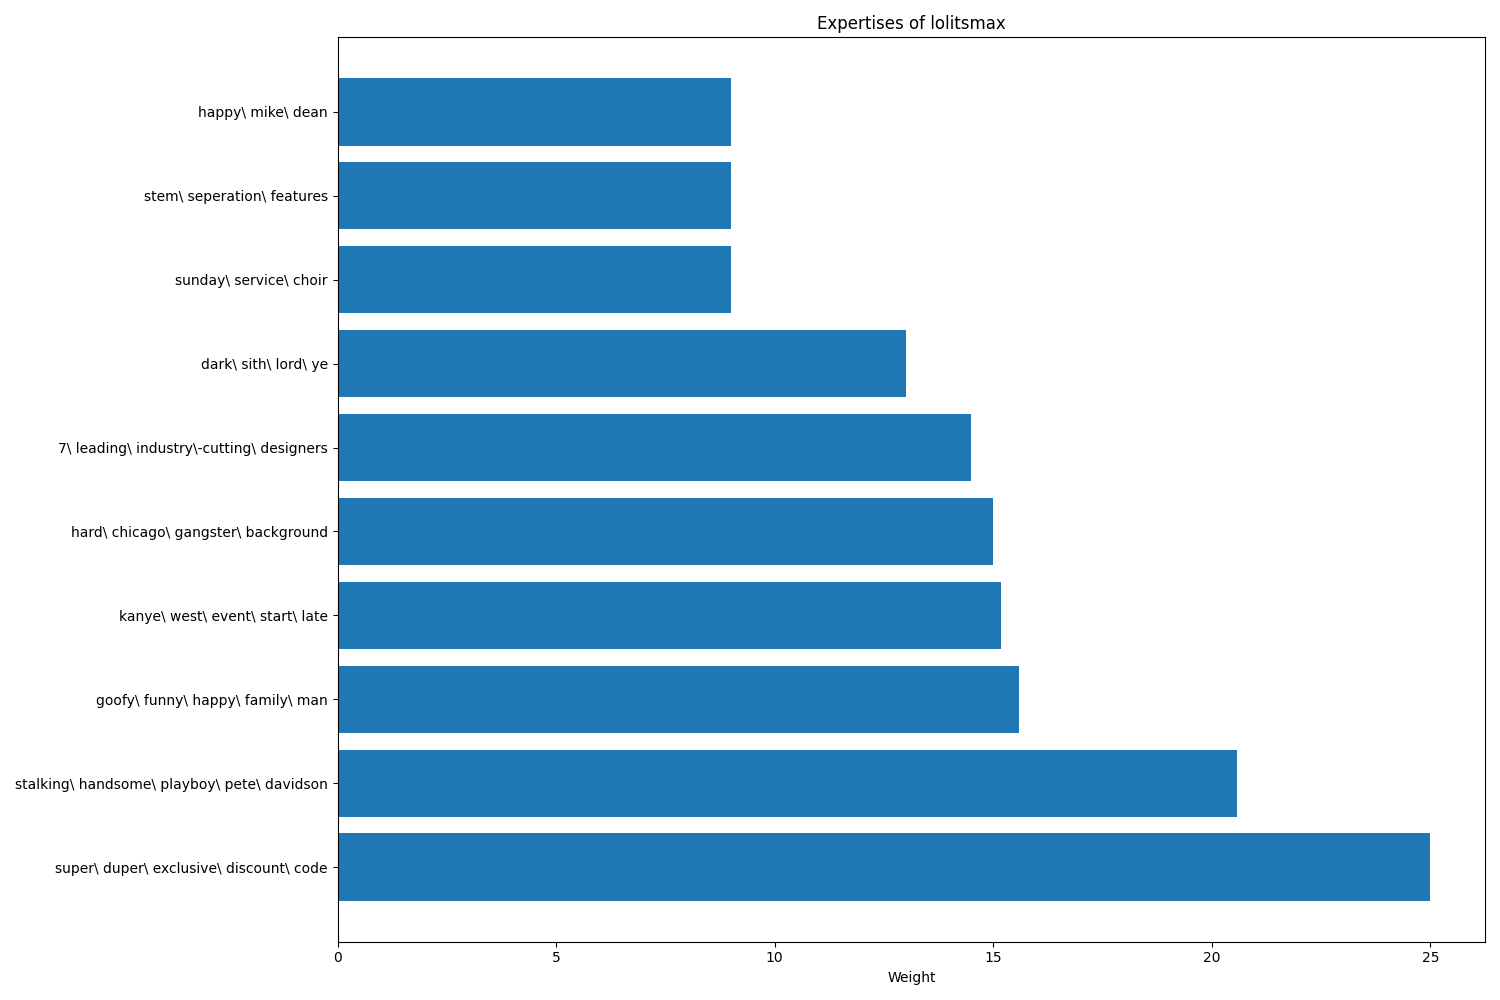 Expertises of lolitsmax
happy\ mike\ dean
stem\ seperation\ features
sunday\ service\ choir
dark\ sith\ lord\ ye
7\ leading\ industry\-cutting\ designers
hard\ chicago\ gangster\ background
kanye\ west\ event\ start\ late
goofy\ funny\ happy\ family\ man
stalking\ handsome\ playboy\ pete\ davidson
super\ duper\ exclusive\ discount\ code
0 5 10 15 20 25
Weight